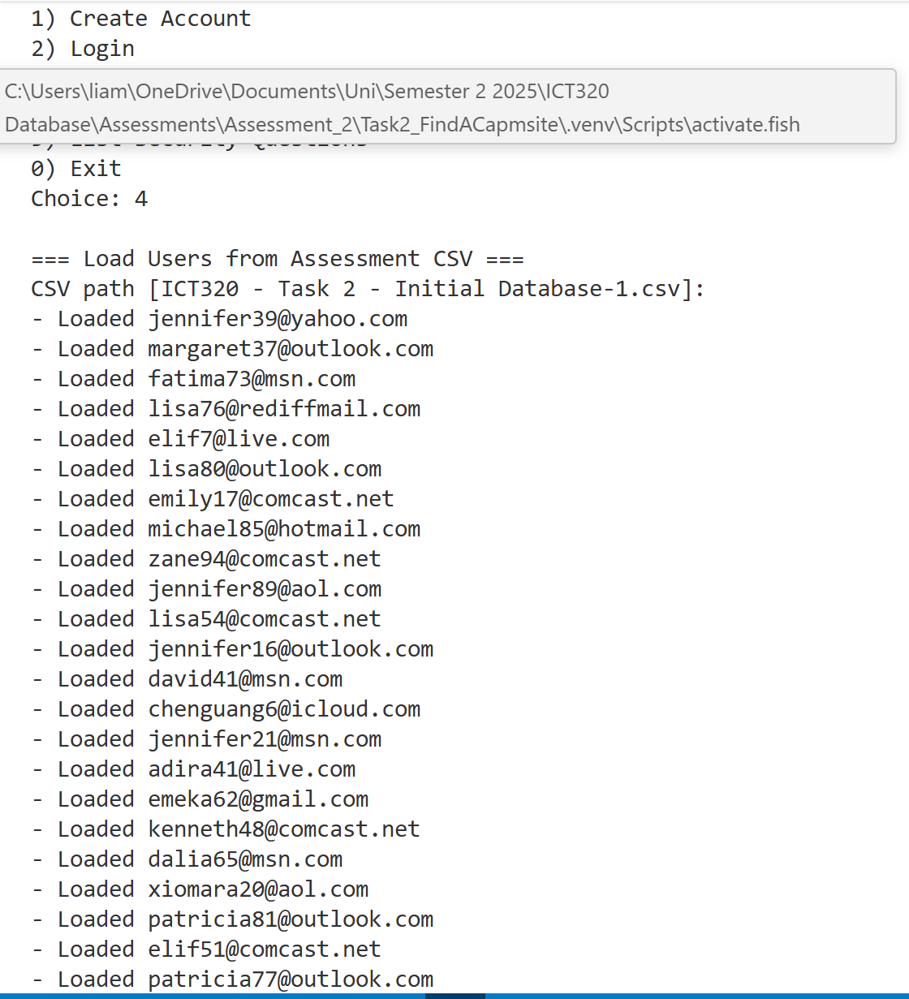 1) Create Account
2) Login
C:\Users\liam\OneDrive\Documents\Uni\Semester 2 2025\ICT320
Database\Assessments\Assessment_2\Task2_FindACapmsite\.venv\Scripts\activate.fish
0) Exit
Choice: 4
=== Load Users from Assessment CSV ===
CSV path [ICT320 - Task 2 - Initial Database-1.csv]:
- Loaded jennifer39@yahoo.com
- Loaded margaret37@outlook.com
- Loaded fatima73@msn.com
- Loaded lisa76@rediffmail.com
- Loaded elif7@live.com
- Loaded lisa80@outlook.com
- Loaded emily17@comcast.net
- Loaded michael85@hotmail.com
- Loaded zane94@comcast.net
- Loaded jennifer89@aol.com
- Loaded lisa54@comcast.net
- Loaded jennifer16@outlook.com
- Loaded david41@msn.com
- Loaded chenguang6@icloud.com
- Loaded jennifer21@msn.com
- Loaded adira41@live.com
- Loaded emeka62@gmail.com
- Loaded kenneth48@comcast.net
- Loaded dalia65@msn.com
- Loaded xiomara20@aol.com
- Loaded patricia81@outlook.com
- Loaded elif51@comcast.net
- Loaded patricia77@outlook.com